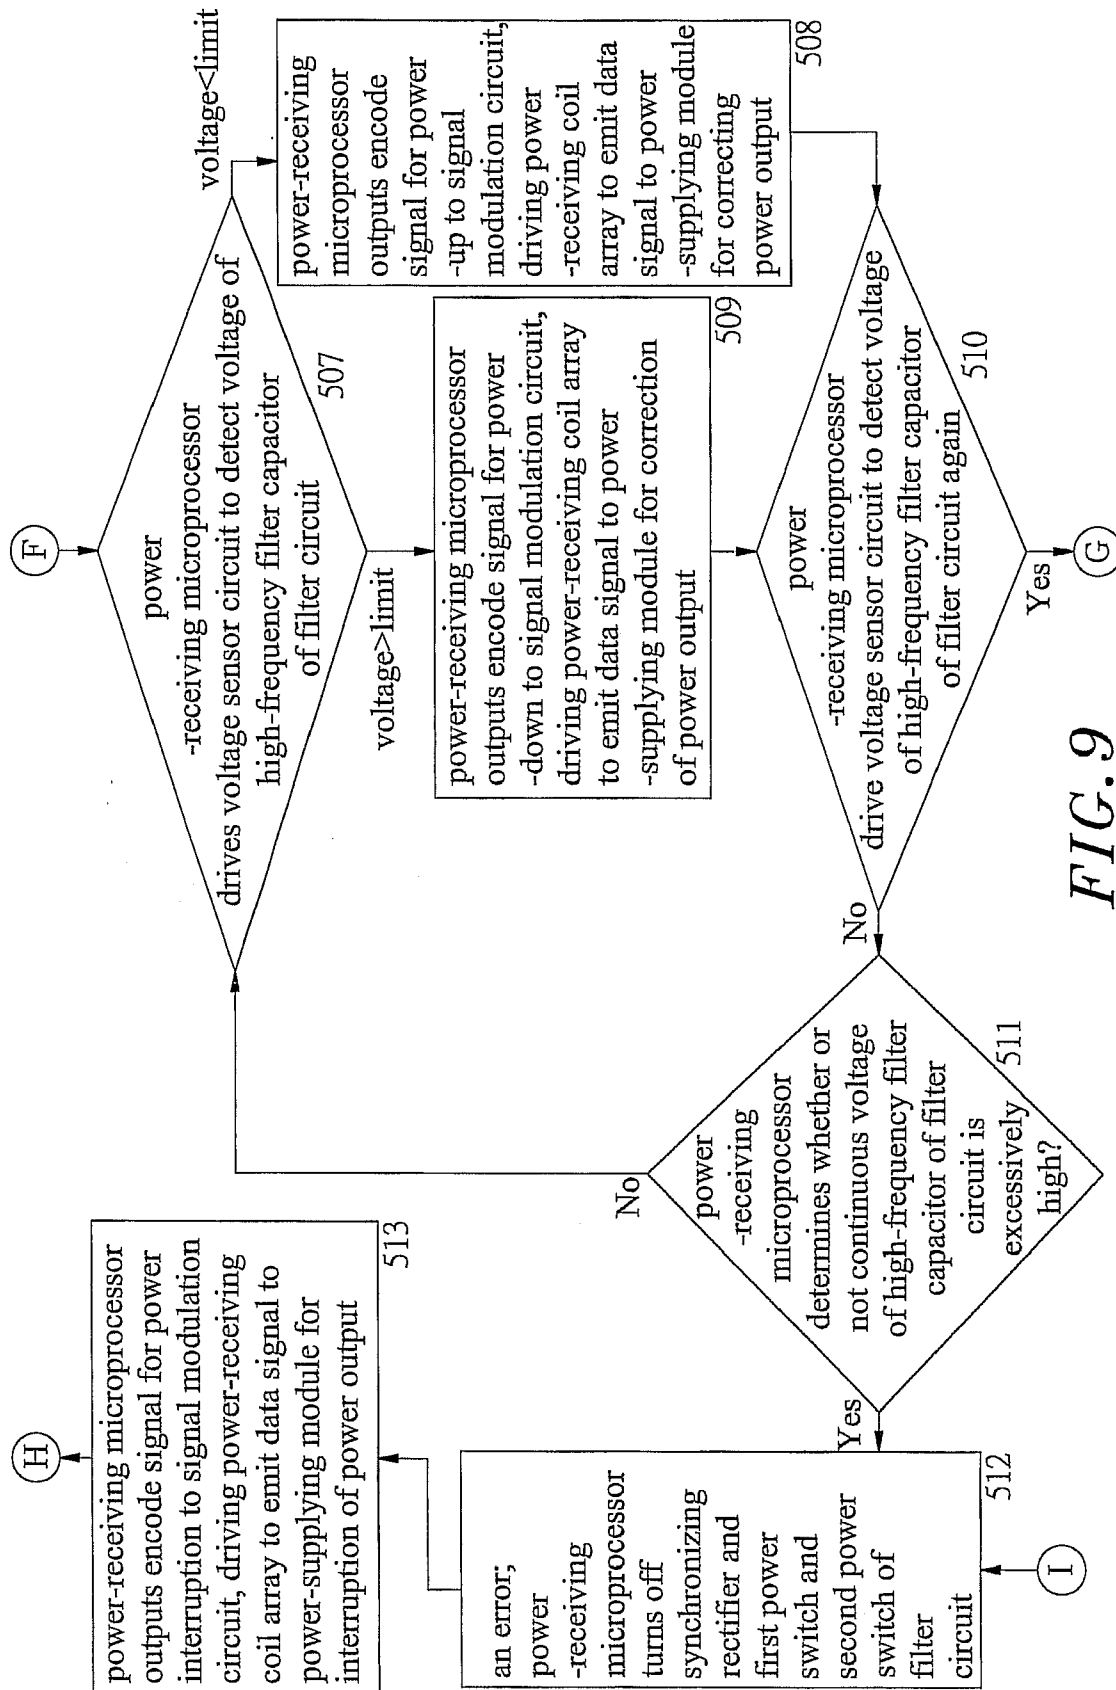 F
power
-receiving microprocessor
drives voltage sensor circuit to detect voltage of
high-frequency filter capacitor
of filter circuit
507
voltage<limit
voltage>limit
power-receiving
microprocessor
outputs encode
signal for power
-up to signal
modulation circuit,
driving power
-receiving coil
array to emit data
signal to power
-supplying module
for correcting
power output
508
power-receiving microprocessor
outputs encode signal for power
-down to signal modulation circuit,
driving power-receiving coil array
to emit data signal to power
-supplying module for correction
of power output
509
power
-receiving microprocessor
drive voltage sensor circuit to detect voltage
of high-frequency filter capacitor
of filter circuit again
510
Yes
G
No
power
-receiving
microprocessor
determines whether or
not continuous voltage
of high-frequency filter
capacitor of filter
circuit is
excessively
high?
511
No
Yes
an error;
power
-receiving
microprocessor
turns off
synchronizing
rectifier and
first power
switch and
second power
switch of
filter
circuit
512
I
power-receiving microprocessor
outputs encode signal for power
interruption to signal modulation
circuit, driving power-receiving
coil array to emit data signal to
power-supplying module for
interruption of power output
513
H
FIG. 9